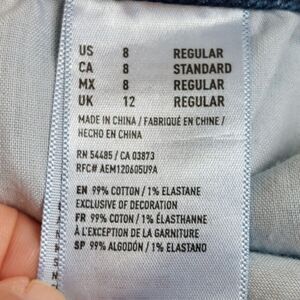 US 8 REGULAR
CA 8 STANDARD
MX 8 REGULAR
UK 12 REGULAR
MADE IN CHINA / FABRIQUÉ EN CHINE /
HECHO EN CHINA
RN 54485 / CA 03873
RFC# AEM120605U9A
EN 99% COTTON / 1% ELASTANE
EXCLUSIVE OF DECORATION
FR 99% COTON / 1% ÉLASTHANNE
À L'EXCEPTION DE LA GARNITURE
SP 99% ALGODÓN / 1% ELASTANO